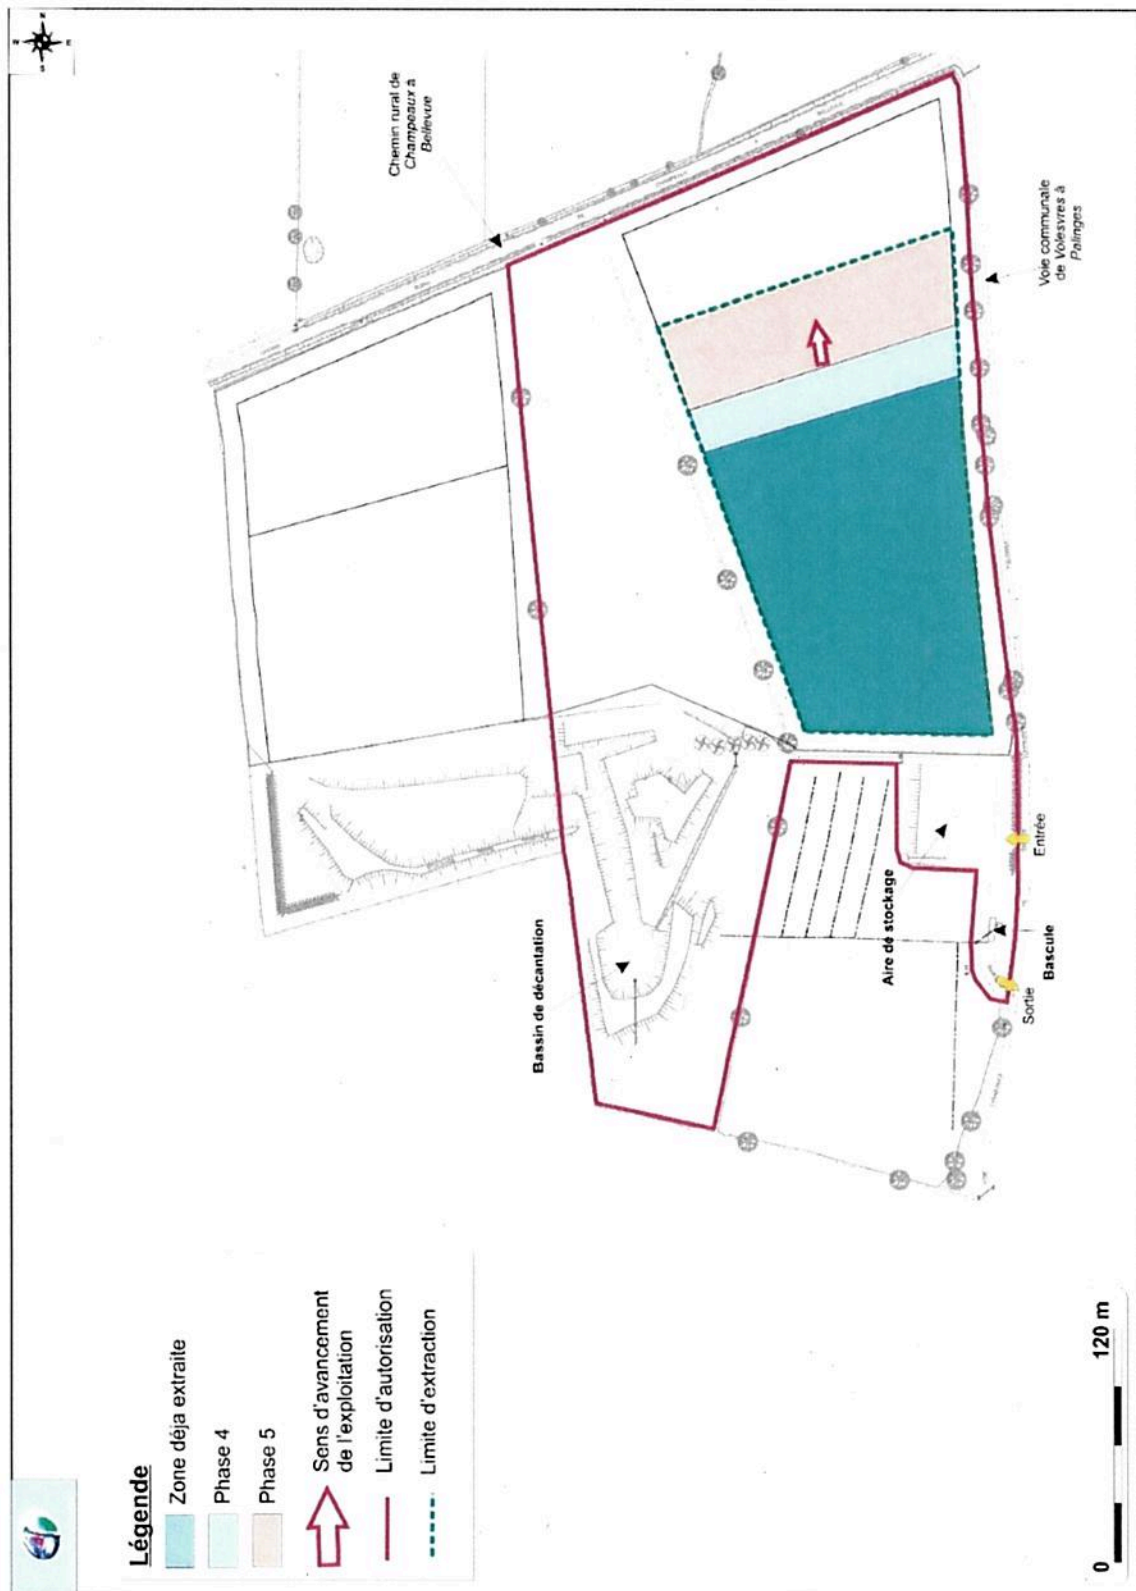 Légende
Zone déja extraite
Phase 4
Phase 5
Sens d'avancement
de l'exploitation
Limite d'autorisation
Limite d'extraction
0
120 m
N
W
E
S
Chemin rural de
Champeaux à
Bellevue
Bassin de décantation
Aire de stockage
Sortie
Bascule
Entrée
Voie communale
de Volesvres à
Palinges